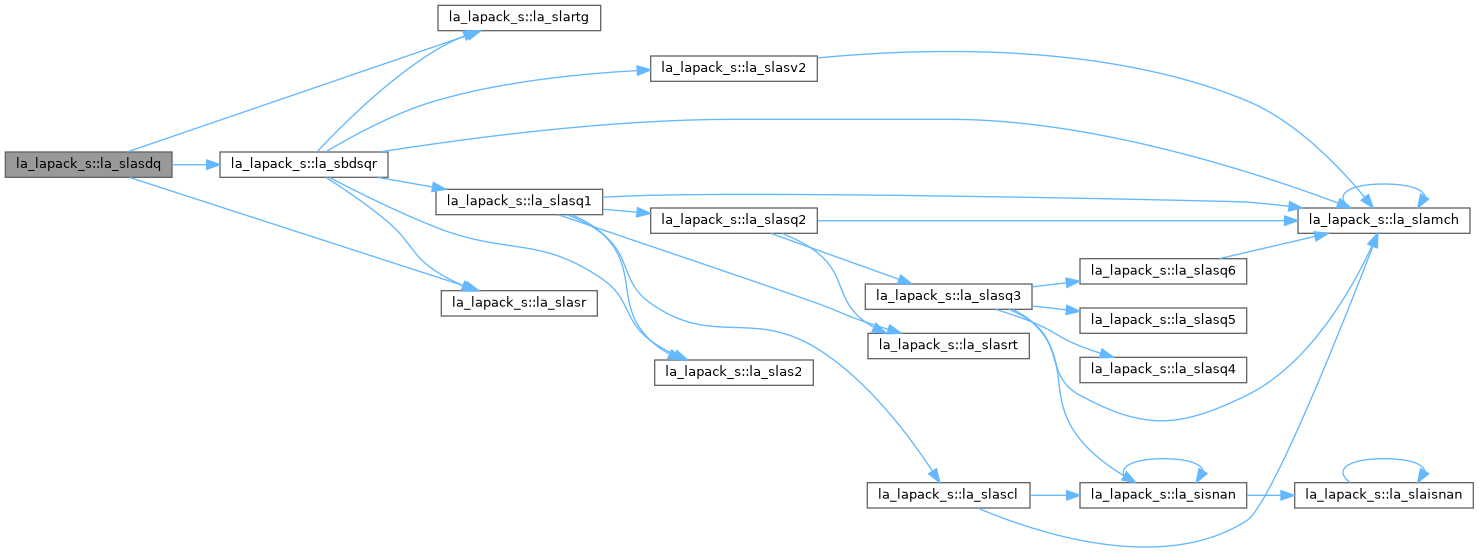 la_lapack_s::la_slartg
la_lapack_s::la_slasv2
la_lapack_s::la_slasdq
la_lapack_s::la_sbdsqr
la_lapack_s::la_slasq1
la_lapack_s::la_slasq2
la_lapack_s::la_slamch
la_lapack_s::la_slasq6
la_lapack_s::la_slasr
la_lapack_s::la_slasq3
la_lapack_s::la_slasq5
la_lapack_s::la_slasrt
la_lapack_s::la_slas2
la_lapack_s::la_slasq4
la_lapack_s::la_slascl
la_lapack_s::la_sisnan
la_lapack_s::la_slaisnan